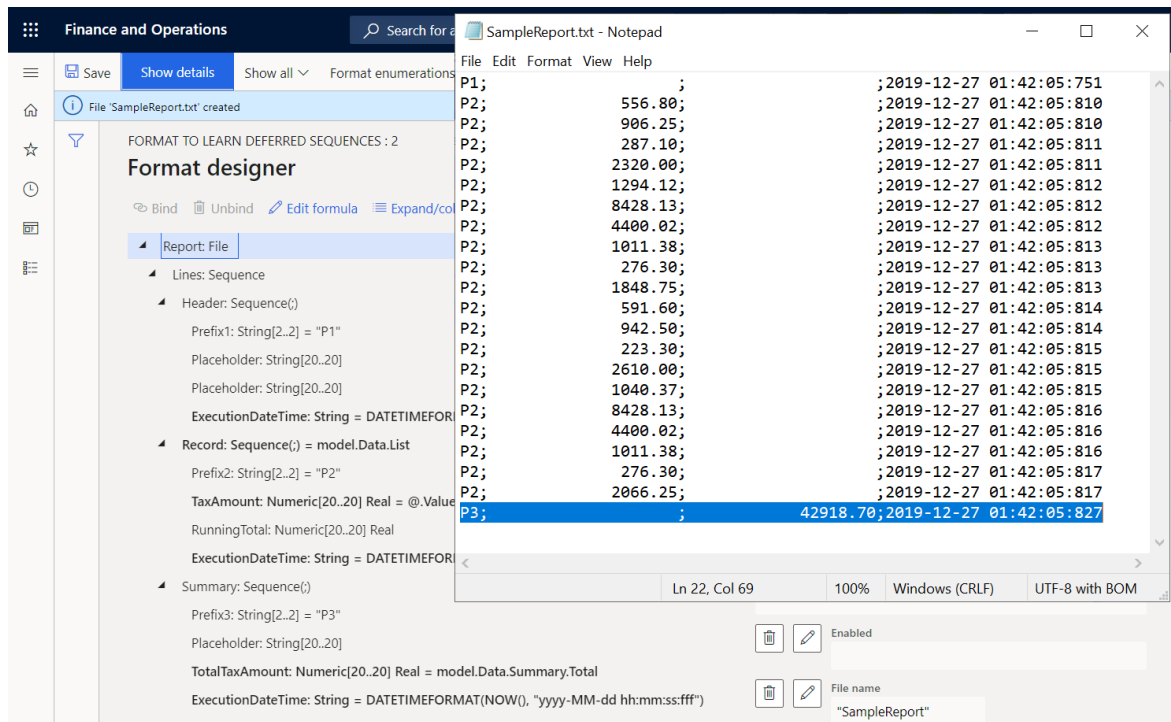 Finance and Operations
Search for a
Save
Show details
Show all
Format enumerations
File 'SampleReport.txt' created
FORMAT TO LEARN DEFERRED SEQUENCES : 2
Format designer
Bind
Unbind
Edit formula
Expand/col
Report: File
Lines: Sequence
Header: Sequence(;)
Prefix1: String[2..2] = "P1"
Placeholder: String[20..20]
Placeholder: String[20..20]
ExecutionDateTime: String = DATETIMEFORI
Record: Sequence(;) = model.Data.List
Prefix2: String[2..2] = "P2"
TaxAmount: Numeric[20..20] Real = @.Value
RunningTotal: Numeric[20..20] Real
ExecutionDateTime: String = DATETIMEFORI
Summary: Sequence(;)
Prefix3: String[2..2] = "P3"
Placeholder: String[20..20]
TotalTaxAmount: Numeric[20..20] Real = model.Data.Summary.Total
ExecutionDateTime: String = DATETIMEFORMAT(NOW(), "yyyy-MM-dd hh:mm:ss:fff")
SampleReport.txt - Notepad
File Edit Format View Help
P1; ; ;2019-12-27 01:42:05:751
P2; 556.80; ;2019-12-27 01:42:05:810
P2; 906.25; ;2019-12-27 01:42:05:810
P2; 287.10; ;2019-12-27 01:42:05:811
P2; 2320.00; ;2019-12-27 01:42:05:811
P2; 1294.12; ;2019-12-27 01:42:05:812
P2; 8428.13; ;2019-12-27 01:42:05:812
P2; 4400.02; ;2019-12-27 01:42:05:812
P2; 1011.38; ;2019-12-27 01:42:05:813
P2; 276.30; ;2019-12-27 01:42:05:813
P2; 1848.75; ;2019-12-27 01:42:05:813
P2; 591.60; ;2019-12-27 01:42:05:814
P2; 942.50; ;2019-12-27 01:42:05:814
P2; 223.30; ;2019-12-27 01:42:05:815
P2; 2610.00; ;2019-12-27 01:42:05:815
P2; 1040.37; ;2019-12-27 01:42:05:815
P2; 8428.13; ;2019-12-27 01:42:05:816
P2; 4400.02; ;2019-12-27 01:42:05:816
P2; 1011.38; ;2019-12-27 01:42:05:816
P2; 276.30; ;2019-12-27 01:42:05:817
P2; 2066.25; ;2019-12-27 01:42:05:817
P3; ; 42918.70;2019-12-27 01:42:05:827
Ln 22, Col 69
100%
Windows (CRLF)
UTF-8 with BOM
Enabled
File name
"SampleReport"